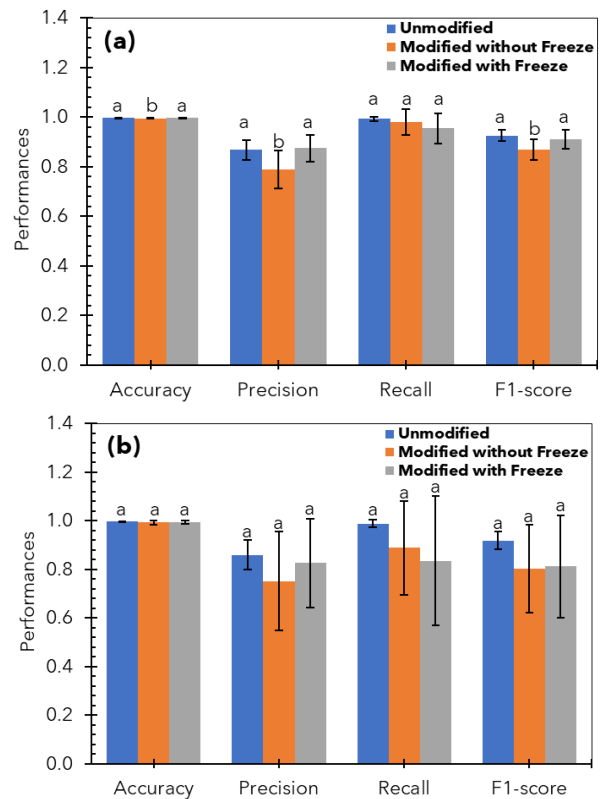 (a)
Unmodified
Modified without Freeze
Modified with Freeze
1.4
1.2
1.0
0.8
0.6
0.4
0.2
0.0
Performances
a b a
a b a
a a a
a b a
Accuracy Precision Recall F1-score
(b)
Unmodified
Modified without Freeze
Modified with Freeze
1.4
1.2
1.0
0.8
0.6
0.4
0.2
0.0
Performances
a a a
a a a
a a a
a a a
Accuracy Precision Recall F1-score